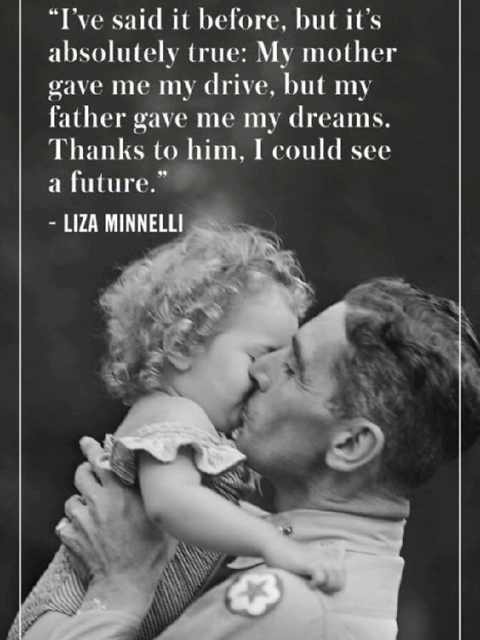 “I’ve said it before, but it’s
absolutely true: My mother
gave me my drive, but my
father gave me my dreams.
Thanks to him, I could see
a future.”
- LIZA MINNELLI